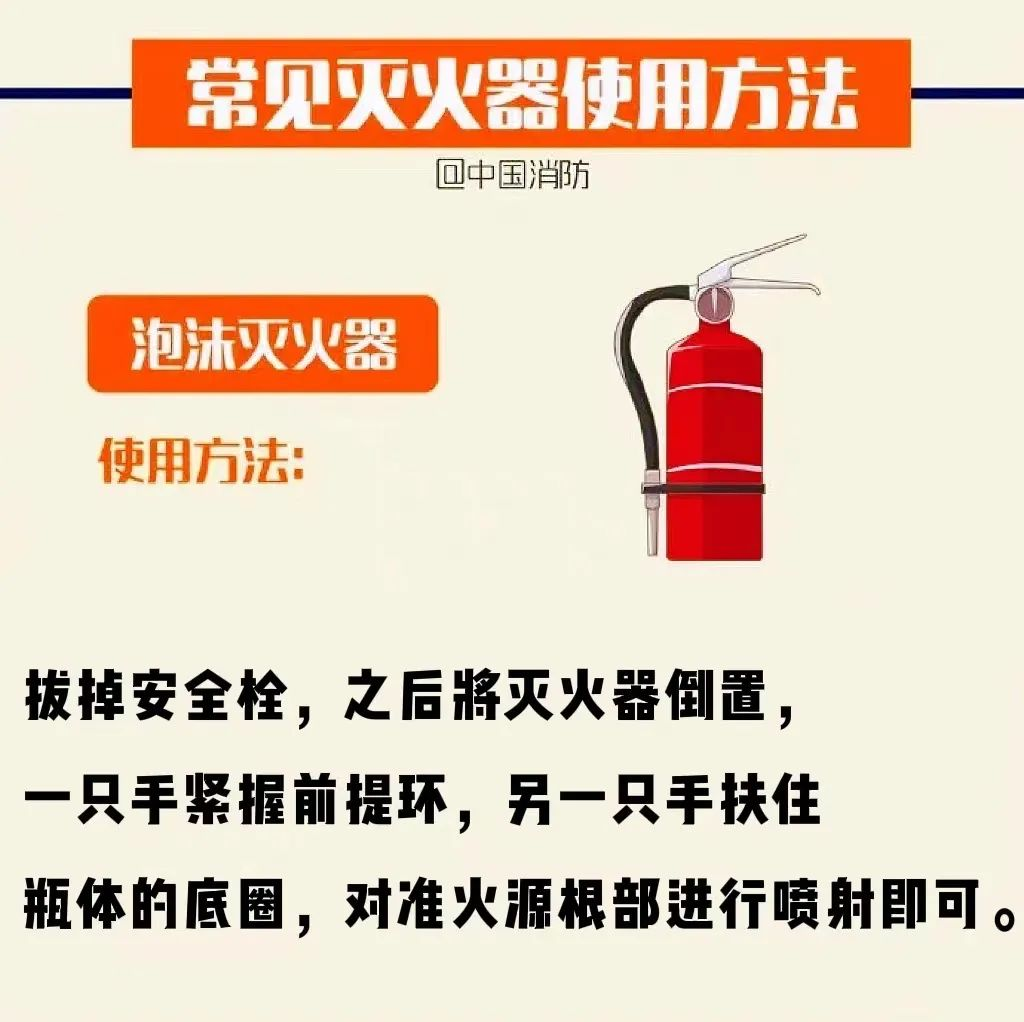 常见灭火器使用方法
@中国消防
泡沫灭火器
使用方法:
拔掉安全栓，之后將灭火器倒置，
一只手紧握前提环，另一只手扶住
瓶体的底圈，对准火源根部进行喷射即可。